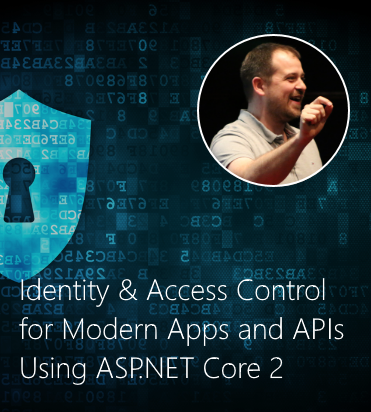 Identity & Access Control
for Modern Apps and APIs
Using ASP.NET Core 2